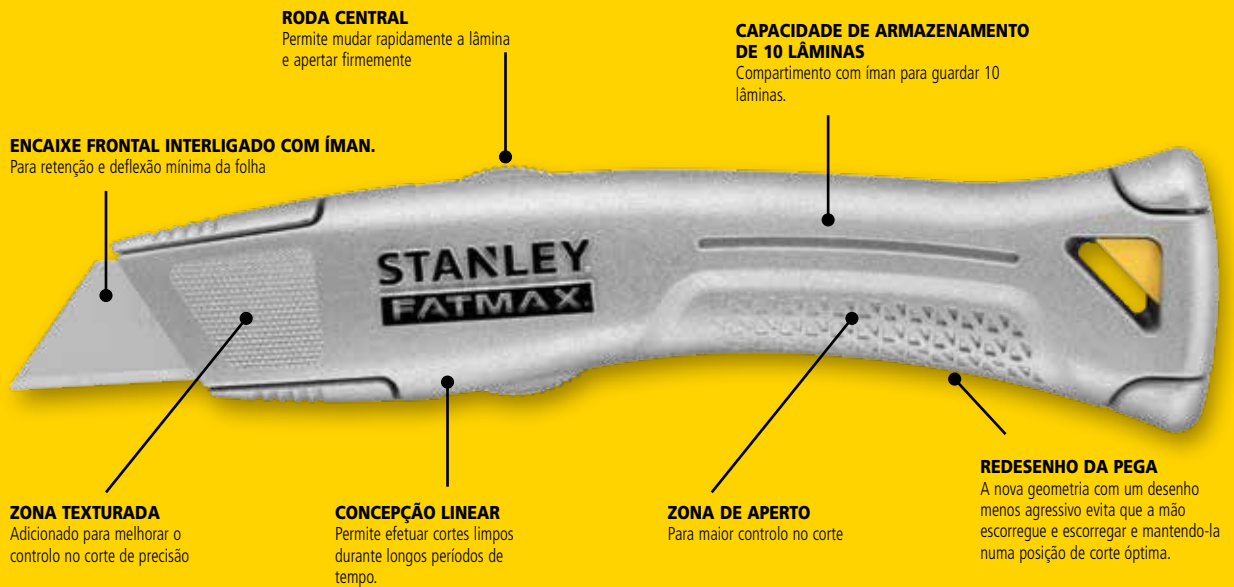 RODA CENTRAL
Permite mudar rapidamente a lâmina
e apertar firmemente
CAPACIDADE DE ARMAZENAMENTO
DE 10 LÂMINAS
Compartimento com íman para guardar 10
lâminas.
ENCAIXE FRONTAL INTERLIGADO COM ÍMAN.
Para retenção e deflexão mínima da folha
STANLEY
FATMAX
ZONA TEXTURADA
Adicionado para melhorar o
controlo no corte de precisão
CONCEPÇÃO LINEAR
Permite efetuar cortes limpos
durante longos períodos de
tempo.
ZONA DE APERTO
Para maior controlo no corte
REDESENHO DA PEGA
A nova geometria com um desenho
menos agressivo evita que a mão
escorregue e escorregar e mantendo-la
numa posição de corte óptima.